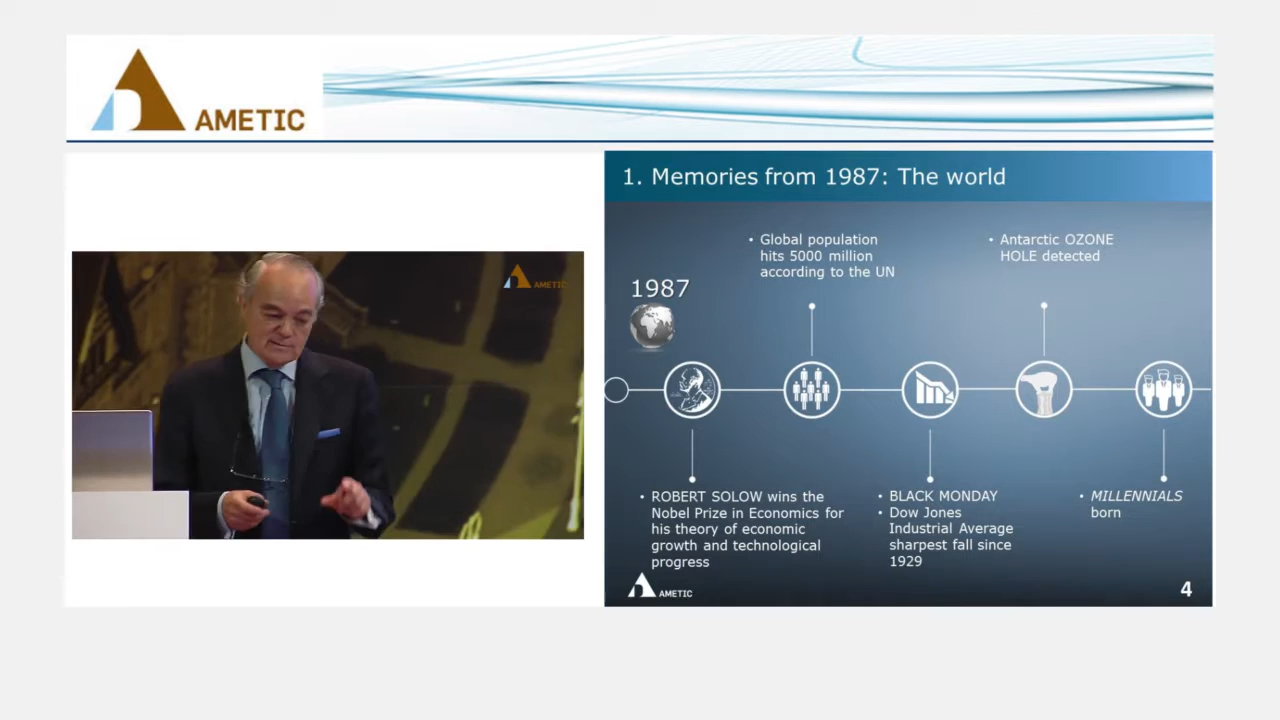 AMETIC
AMETIC
1. Memories from 1987: The world
• Global population
hits 5000 million
according to the UN
• Antarctic OZONE
HOLE detected
1987
• ROBERT SOLOW wins the
Nobel Prize in Economics for
his theory of economic
growth and technological
progress
• BLACK MONDAY
• Dow Jones
Industrial Average
sharpest fall since
1929
• MILLENNIALS
born
AMETIC
4